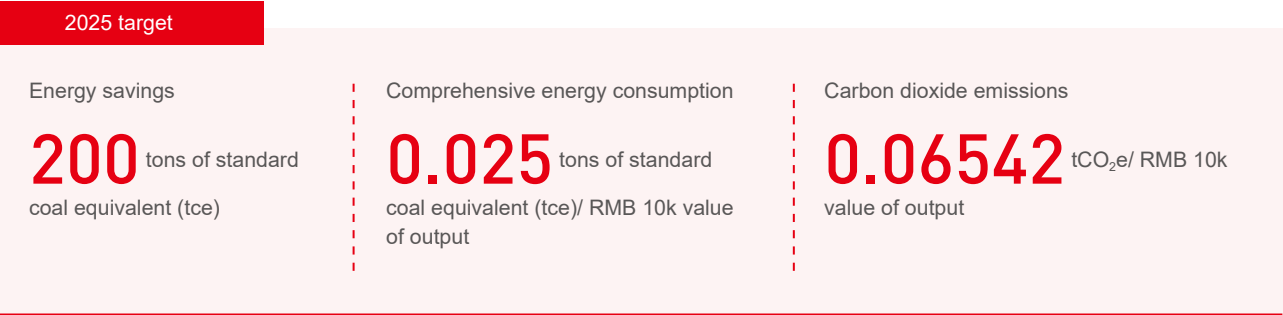 2025 target
Energy savings
200 tons of standard
coal equivalent (tce)
Comprehensive energy consumption
0.025 tons of standard
coal equivalent (tce)/ RMB 10k value
of output
Carbon dioxide emissions
0.06542 tCO₂e/ RMB 10k
value of output